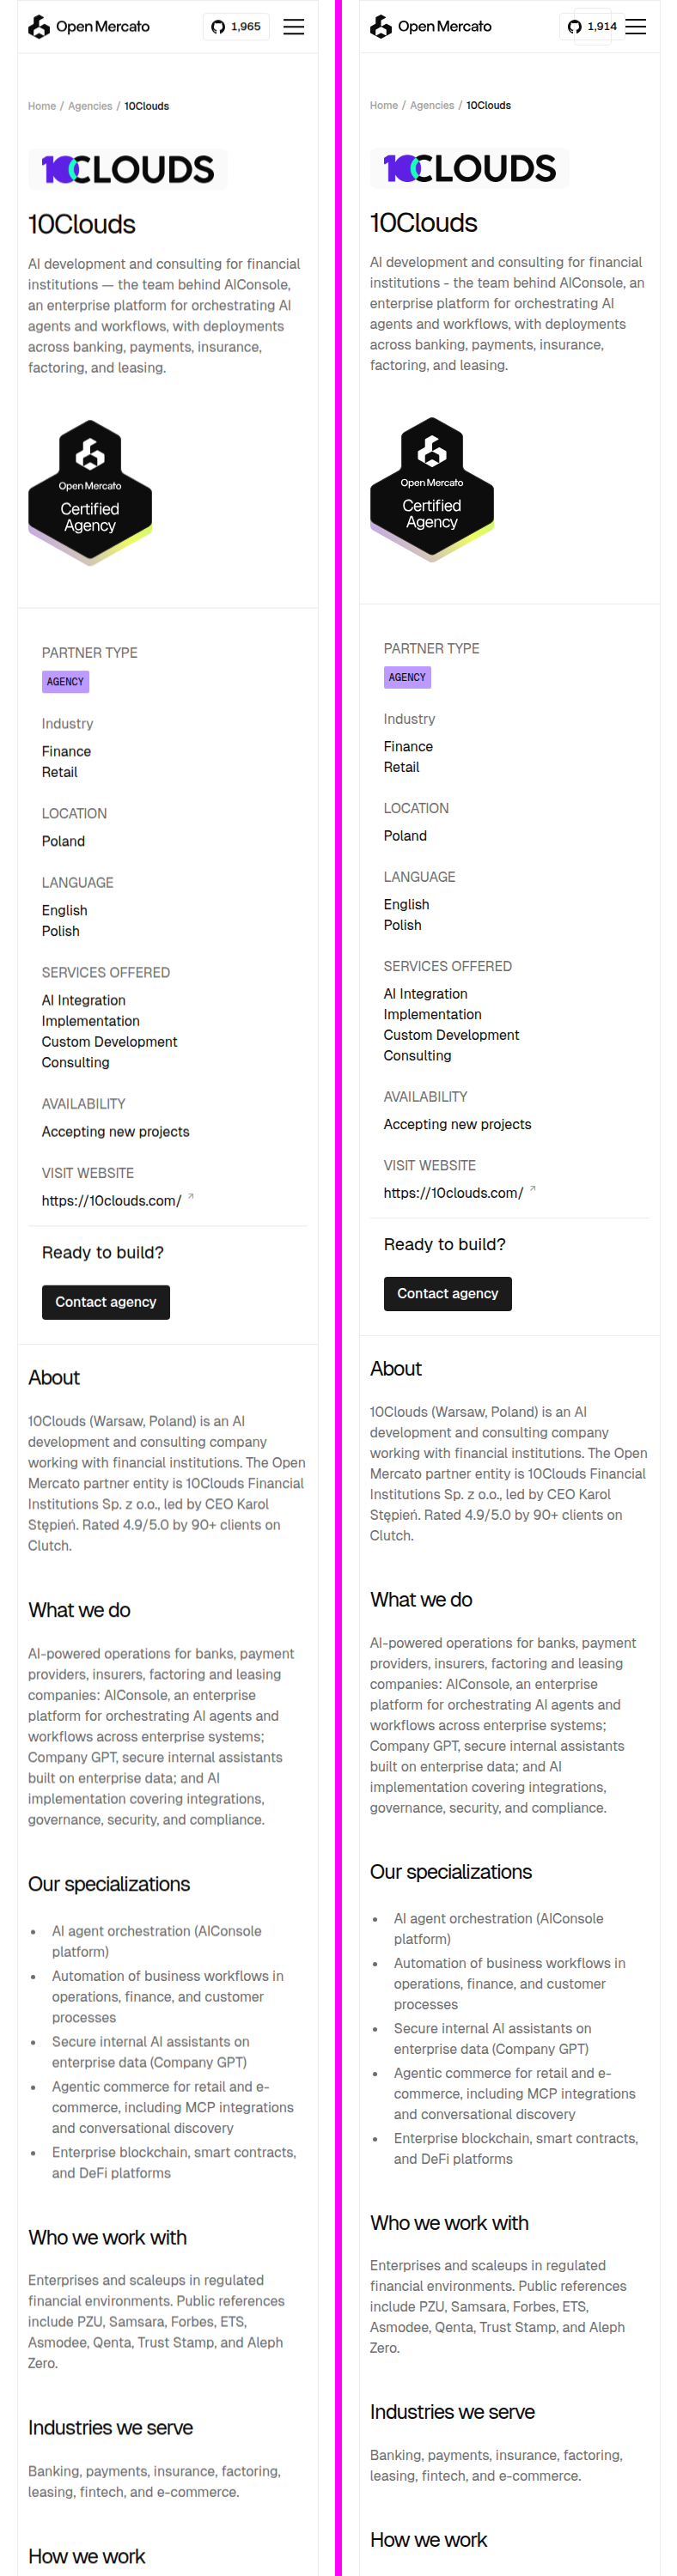 Open Mercato
1,965
Home / Agencies / 10Clouds
10CLOUDS
10Clouds
AI development and consulting for financial
institutions — the team behind AIConsole,
an enterprise platform for orchestrating AI
agents and workflows, with deployments
across banking, payments, insurance,
factoring, and leasing.
Open Mercato
Certified
Agency
PARTNER TYPE
AGENCY
Industry
Finance
Retail
LOCATION
Poland
LANGUAGE
English
Polish
SERVICES OFFERED
AI Integration
Implementation
Custom Development
Consulting
AVAILABILITY
Accepting new projects
VISIT WEBSITE
https://10clouds.com/ ↗
Ready to build?
Contact agency
About
10Clouds (Warsaw, Poland) is an AI
development and consulting company
working with financial institutions. The Open
Mercato partner entity is 10Clouds Financial
Institutions Sp. z o.o., led by CEO Karol
Stępień. Rated 4.9/5.0 by 90+ clients on
Clutch.
What we do
AI-powered operations for banks, payment
providers, insurers, factoring and leasing
companies: AIConsole, an enterprise
platform for orchestrating AI agents and
workflows across enterprise systems;
Company GPT, secure internal assistants
built on enterprise data; and AI
implementation covering integrations,
governance, security, and compliance.
Our specializations
• AI agent orchestration (AIConsole
platform)
• Automation of business workflows in
operations, finance, and customer
processes
• Secure internal AI assistants on
enterprise data (Company GPT)
• Agentic commerce for retail and e-
commerce, including MCP integrations
and conversational discovery
• Enterprise blockchain, smart contracts,
and DeFi platforms
Who we work with
Enterprises and scaleups in regulated
financial environments. Public references
include PZU, Samsara, Forbes, ETS,
Asmodee, Qenta, Trust Stamp, and Aleph
Zero.
Industries we serve
Banking, payments, insurance, factoring,
leasing, fintech, and e-commerce.
How we work
Open Mercato
1,914
Home / Agencies / 10Clouds
10CLOUDS
10Clouds
AI development and consulting for financial
institutions - the team behind AIConsole, an
enterprise platform for orchestrating AI
agents and workflows, with deployments
across banking, payments, insurance,
factoring, and leasing.
Open Mercato
Certified
Agency
PARTNER TYPE
AGENCY
Industry
Finance
Retail
LOCATION
Poland
LANGUAGE
English
Polish
SERVICES OFFERED
AI Integration
Implementation
Custom Development
Consulting
AVAILABILITY
Accepting new projects
VISIT WEBSITE
https://10clouds.com/ ↗
Ready to build?
Contact agency
About
10Clouds (Warsaw, Poland) is an AI
development and consulting company
working with financial institutions. The Open
Mercato partner entity is 10Clouds Financial
Institutions Sp. z o.o., led by CEO Karol
Stępień. Rated 4.9/5.0 by 90+ clients on
Clutch.
What we do
AI-powered operations for banks, payment
providers, insurers, factoring and leasing
companies: AIConsole, an enterprise
platform for orchestrating AI agents and
workflows across enterprise systems;
Company GPT, secure internal assistants
built on enterprise data; and AI
implementation covering integrations,
governance, security, and compliance.
Our specializations
• AI agent orchestration (AIConsole
platform)
• Automation of business workflows in
operations, finance, and customer
processes
• Secure internal AI assistants on
enterprise data (Company GPT)
• Agentic commerce for retail and e-
commerce, including MCP integrations
and conversational discovery
• Enterprise blockchain, smart contracts,
and DeFi platforms
Who we work with
Enterprises and scaleups in regulated
financial environments. Public references
include PZU, Samsara, Forbes, ETS,
Asmodee, Qenta, Trust Stamp, and Aleph
Zero.
Industries we serve
Banking, payments, insurance, factoring,
leasing, fintech, and e-commerce.
How we work